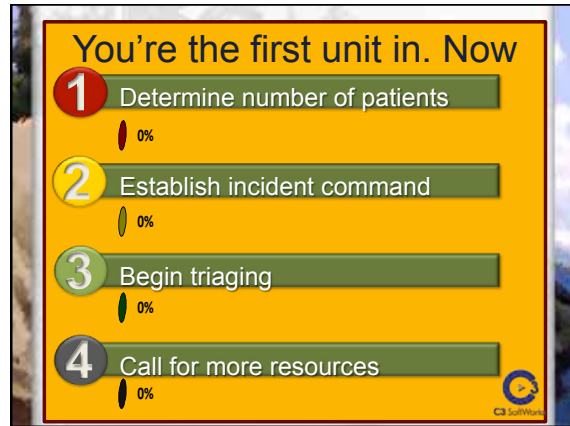 You're the first unit in. Now
1 Determine number of patients
0%
2 Establish incident command
0%
3 Begin triaging
0%
4 Call for more resources
0%
C3 SoftWorks